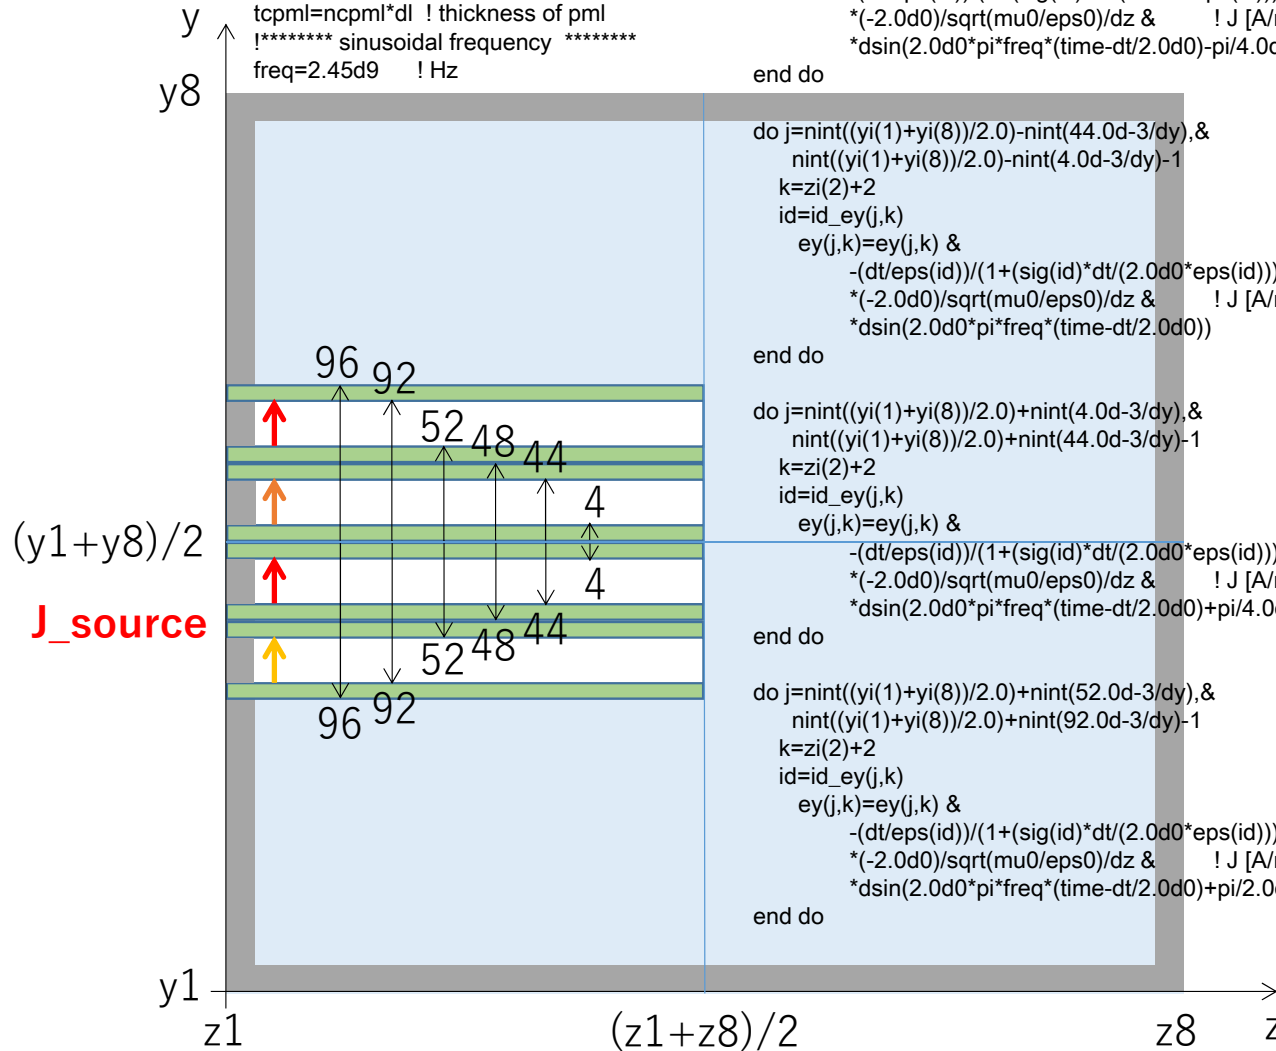 y
tcpml=ncpml*dl ! thickness of pml
!******** sinusoidal frequency ********
freq=2.45d9 ! Hz
*(-2.0d0)/sqrt(mu0/eps0)/dz & ! J [A/
*dsin(2.0d0*pi*freq*(time-dt/2.0d0)-pi/4.0
end do
y8
do j=nint((yi(1)+yi(8))/2.0)-nint(44.0d-3/dy),&
nint((yi(1)+yi(8))/2.0)-nint(4.0d-3/dy)-1
k=zi(2)+2
id=id_ey(j,k)
ey(j,k)=ey(j,k) &
-(dt/eps(id))/(1+(sig(id)*dt/(2.0d0*eps(id)))
*(-2.0d0)/sqrt(mu0/eps0)/dz & ! J [A/
*dsin(2.0d0*pi*freq*(time-dt/2.0d0))
end do
do j=nint((yi(1)+yi(8))/2.0)+nint(4.0d-3/dy),&
nint((yi(1)+yi(8))/2.0)+nint(44.0d-3/dy)-1
k=zi(2)+2
id=id_ey(j,k)
ey(j,k)=ey(j,k) &
-(dt/eps(id))/(1+(sig(id)*dt/(2.0d0*eps(id)))
*(-2.0d0)/sqrt(mu0/eps0)/dz & ! J [A/
*dsin(2.0d0*pi*freq*(time-dt/2.0d0)+pi/4.0
end do
do j=nint((yi(1)+yi(8))/2.0)+nint(52.0d-3/dy),&
nint((yi(1)+yi(8))/2.0)+nint(92.0d-3/dy)-1
k=zi(2)+2
id=id_ey(j,k)
ey(j,k)=ey(j,k) &
-(dt/eps(id))/(1+(sig(id)*dt/(2.0d0*eps(id)))
*(-2.0d0)/sqrt(mu0/eps0)/dz & ! J [A/
*dsin(2.0d0*pi*freq*(time-dt/2.0d0)+pi/2.0
end do
96
92
52
48
44
4
(y1+y8)/2
4
J_source
44
48
52
92
96
y1
z1
(z1+z8)/2
z8
z